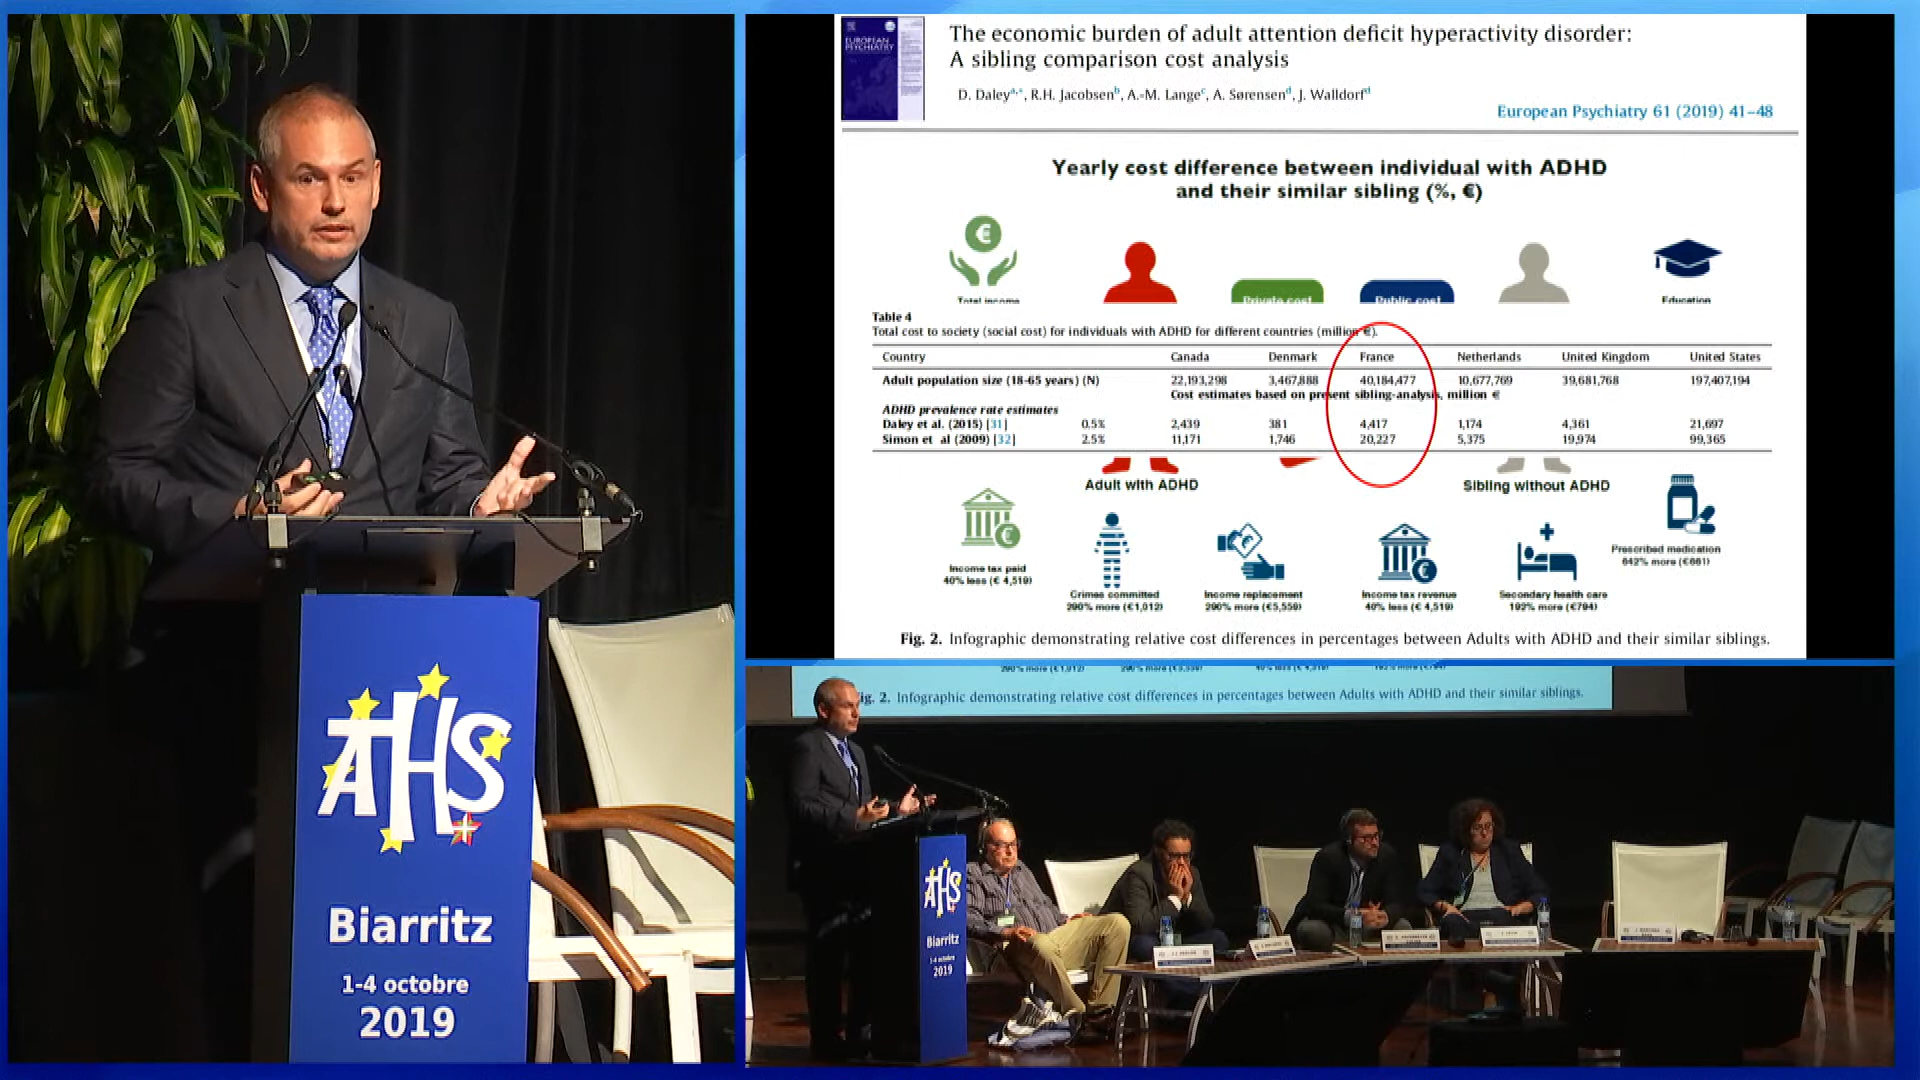 EUROPEAN
PSYCHIATRY
The economic burden of adult attention deficit hyperactivity disorder:
A sibling comparison cost analysis
D. Daleyᵃ,*, R.H. Jacobsenᵇ, A.-M. Langeᶜ, A. Sørensenᵈ, J. Walldorfᵈ
European Psychiatry 61 (2019) 41–48
Yearly cost difference between individual with ADHD
and their similar sibling (%, €)
€
Total income
Private cost
Public cost
Education
Table 4
Total cost to society (social cost) for individuals with ADHD for different countries (million €).
Country Canada Denmark France Netherlands United Kingdom United States
Adult population size (18-65 years) (N) 22,193,298 3,467,888 40,184,477 10,677,769 39,681,768 197,407,194
Cost estimates based on present sibling-analysis, million €
ADHD prevalence rate estimates
Daley et al. (2015) [31] 0.5% 2,439 381 4,417 1,174 4,361 21,697
Simon et al (2009) [32] 2.5% 11,171 1,746 20,227 5,375 19,974 99,365
Adult with ADHD
Sibling without ADHD
Income tax paid
40% less (€ 4,519)
Crimes committed
290% more (€1,012)
Income replacement
290% more (€5,559)
Income tax revenue
40% less (€ 4,519)
Secondary health care
192% more (€794)
Prescribed medication
642% more (€661)
Fig. 2. Infographic demonstrating relative cost differences in percentages between Adults with ADHD and their similar siblings.
AHS
Biarritz
1-4 octobre
2019
ig. 2. Infographic demonstrating relative cost differences in percentages between Adults with ADHD and their similar siblings.
AHS
Biarritz
1-4 octobre
2019